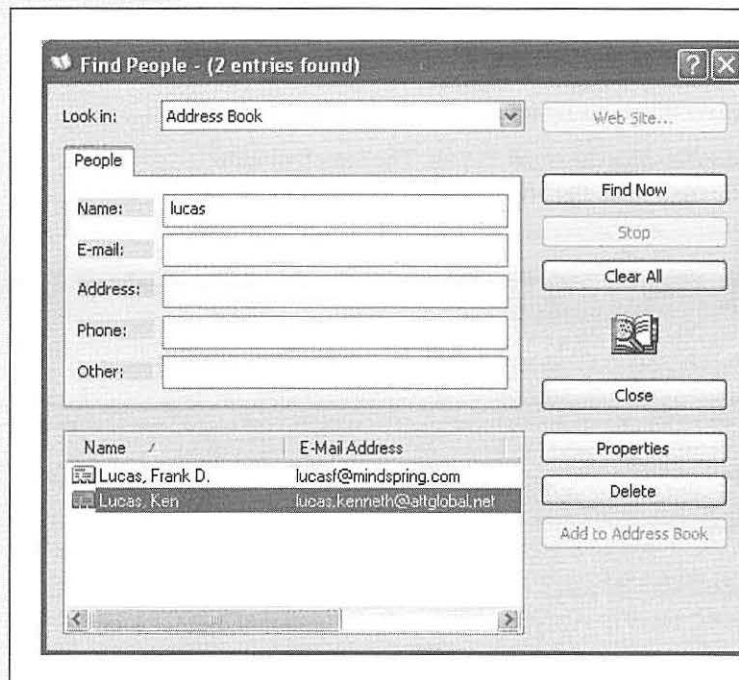 Find People - (2 entries found)
Look in: Address Book
Web Site...
People
Name: lucas
E-mail:
Address:
Phone:
Other:
Find Now
Stop
Clear All
Close
Name / E-Mail Address
Lucas, Frank D. lucasf@mindspring.com
Lucas, Ken lucas.kenneth@attglobal.net
Properties
Delete
Add to Address Book